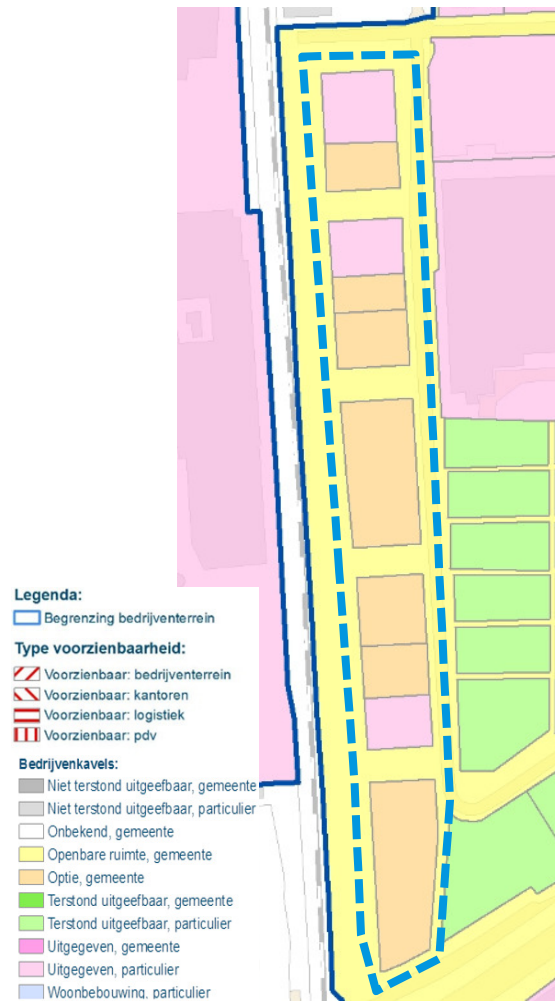 Legenda:
Begrenzing bedrijventerrein
Type voorzienbaarheid:
Voorzienbaar: bedrijventerrein
Voorzienbaar: kantoren
Voorzienbaar: logistiek
Voorzienbaar: pdv
Bedrijvenkavels:
Niet terstond uitgeefbaar, gemeente
Niet terstond uitgeefbaar, particulier
Onbekend, gemeente
Openbare ruimte, gemeente
Optie, gemeente
Terstond uitgeefbaar, gemeente
Terstond uitgeefbaar, particulier
Uitgegeven, gemeente
Uitgegeven, particulier
Woonbebouwing, particulier